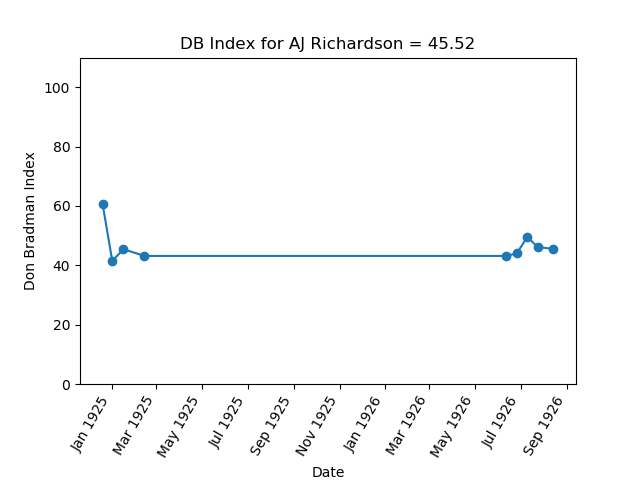 DB Index for AJ Richardson = 45.52
100
80
60
40
20
0
Don Bradman Index
Jan 1925
Mar 1925
May 1925
Jul 1925
Sep 1925
Nov 1925
Jan 1926
Mar 1926
May 1926
Jul 1926
Sep 1926
Date